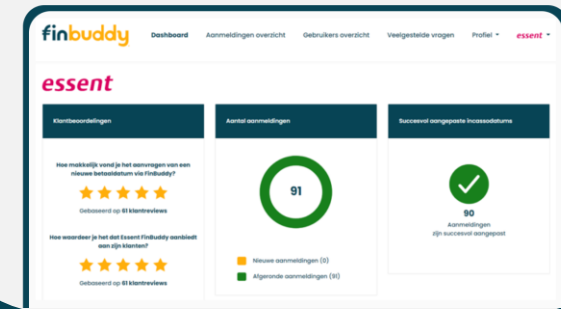 finbuddy
Dashboard
Aanmeldingen overzicht
Gebruikers overzicht
Veelgestelde vragen
Profiel
essent
essent
Klantbeoordelingen
Hoe makkelijk vond je het aanvragen van een
nieuwe betaaldatum via FinBuddy?
Gebaseerd op 61 klantreviews
Hoe waardeer je het dat Essent FinBuddy aanbiedt
aan zijn klanten?
Gebaseerd op 61 klantreviews
Aantal aanmeldingen
91
Nieuwe aanmeldingen (0)
Afgeronde aanmeldingen (91)
Succesvol aangepaste incassodatums
90
Aanmeldingen
zijn succesvol aangepast